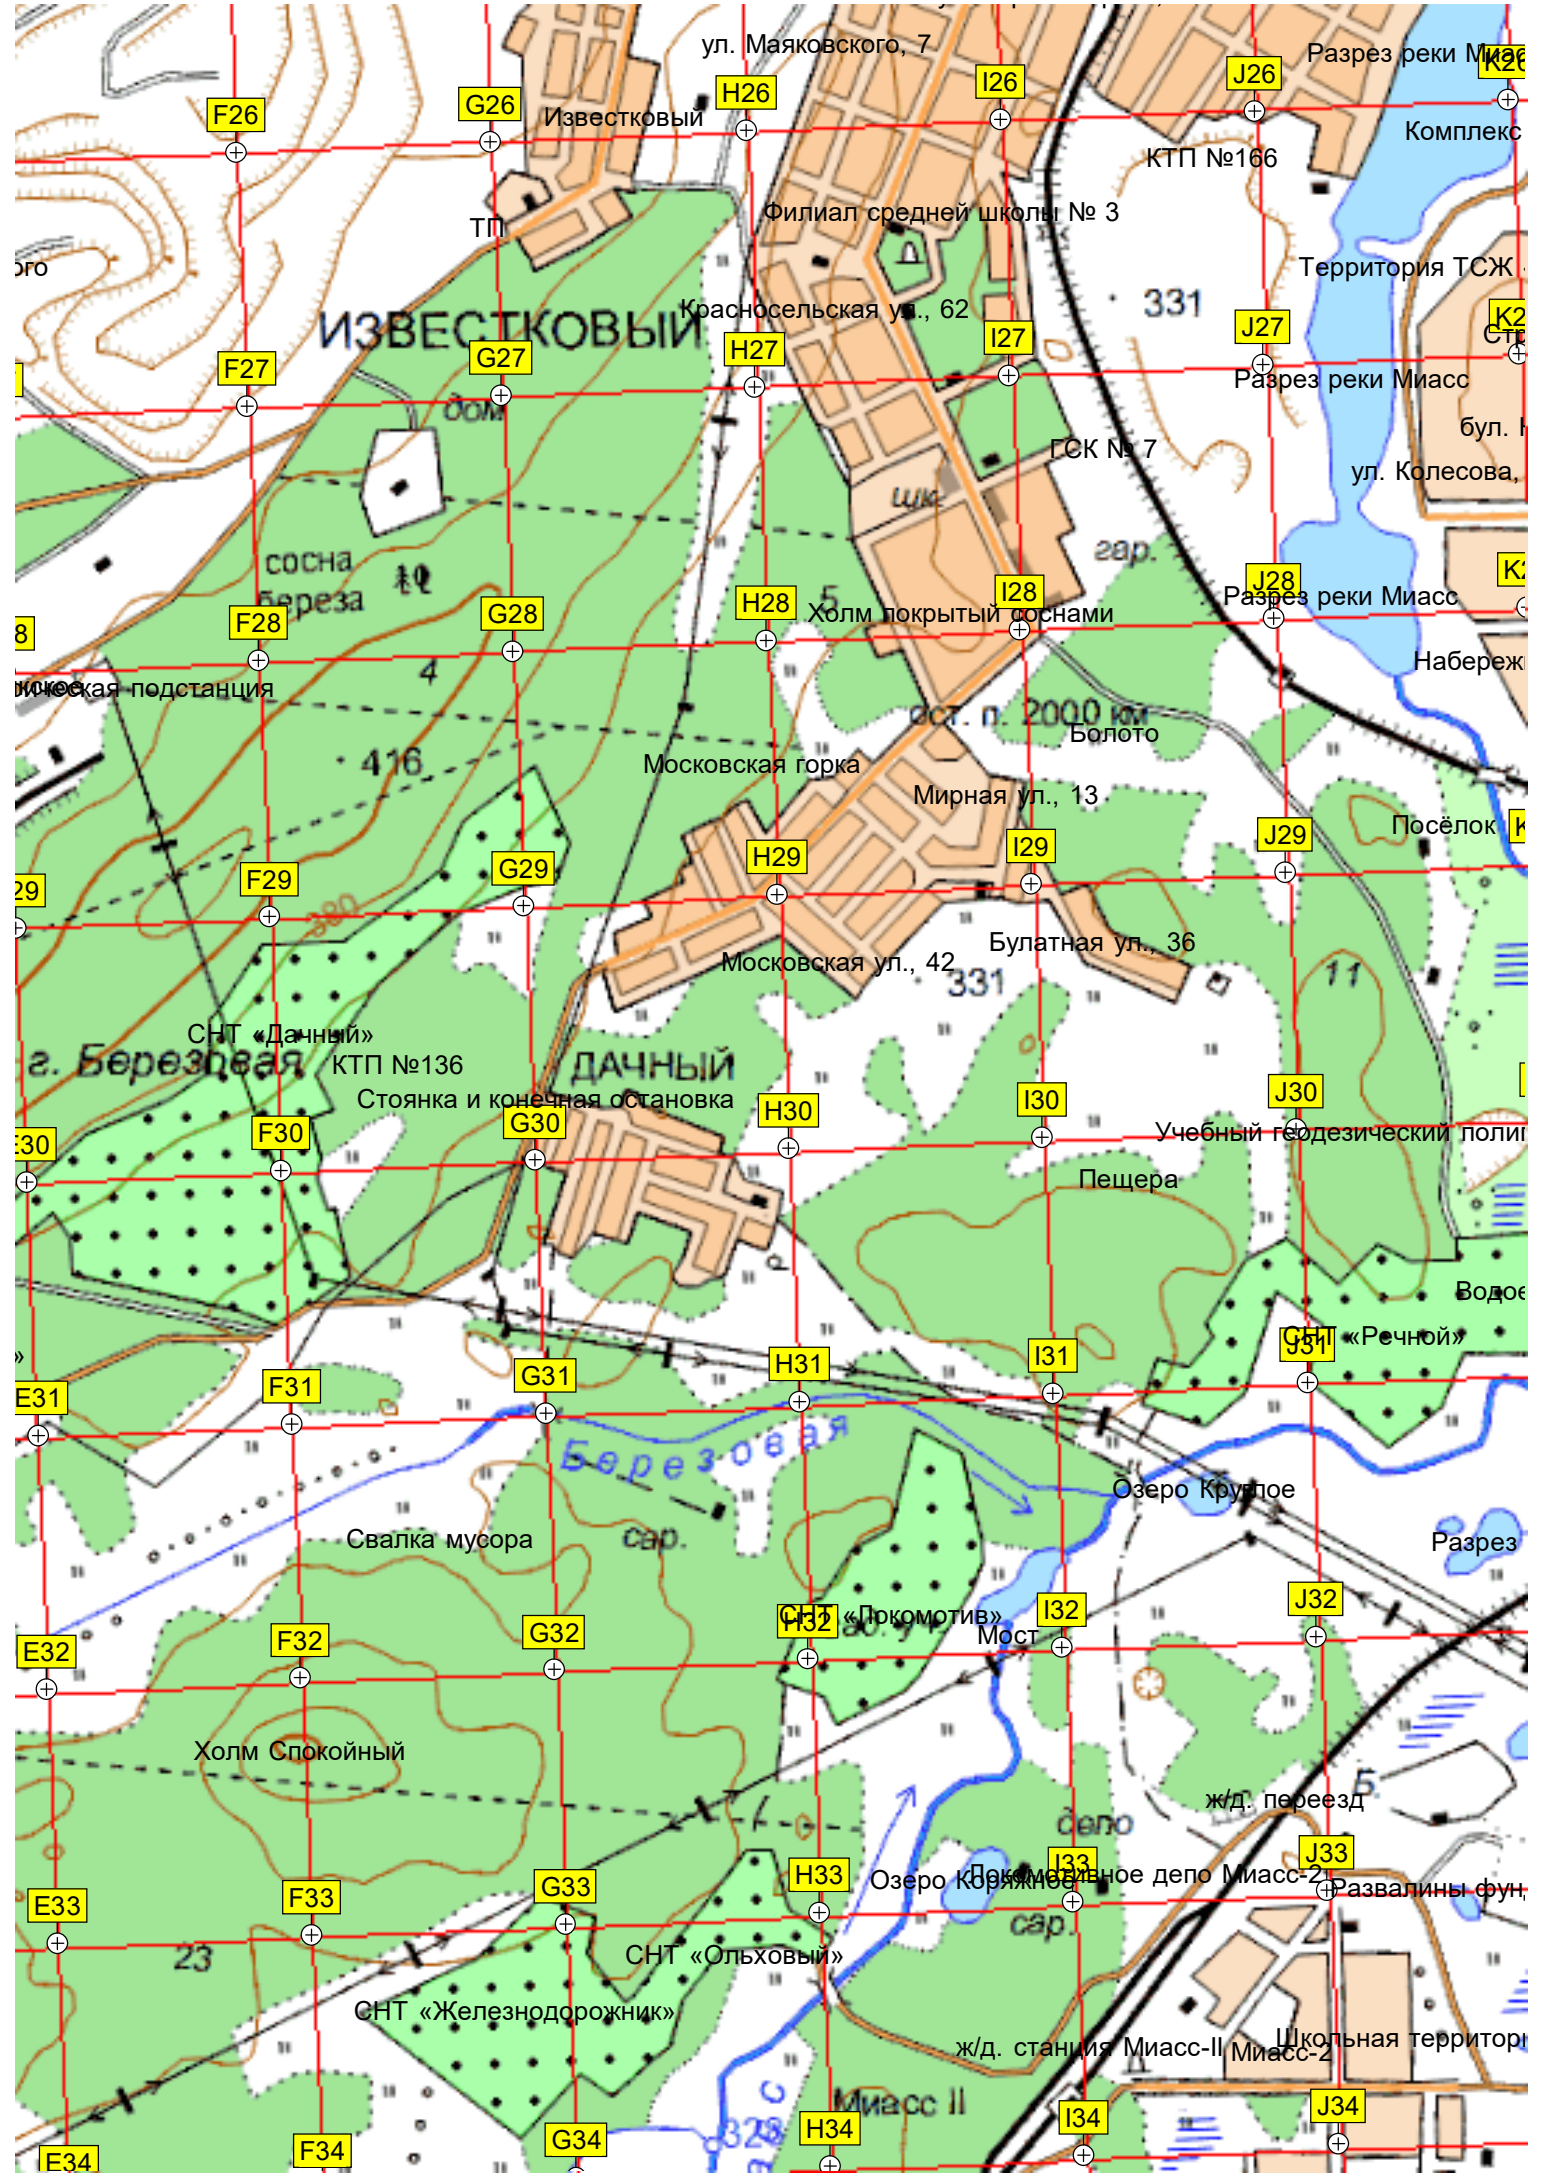 ул. Маяковского, 7
Разрез реки Миасс
K26
J26
I26
H26
G26
F26
Известковый
Комплекс
КТП №166
Филиал средней школы № 3
ТП
Территория ТСЖ
331
Красносельская ул., 62
ИЗВЕСТКОВЫЙ
J27
I27
H27
G27
F27
Разрез реки Миасс
дом
бул.
ГСК № 7
ул. Колесова,
шк.
гар.
сосна
береза
5
J28
I28
H28
G28
F28
Разрез реки Миасс
Холм покрытый соснами
4
подстанция
ост. п. 2000 км
Болото
416
Московская горка
Мирная ул., 13
Посёлок
J29
I29
H29
G29
F29
29
380
Булатная ул., 36
Московская ул., 42
331
11
СНТ «Дачный»
г. Березовая
КТП №136
ДАЧНЫЙ
Стоянка и конечная остановка
J30
I30
H30
G30
F30
E30
Учебный геодезический
Пещера
СНТ «Речной»
J31
I31
H31
G31
F31
E31
Березовая
Озеро Круглое
Свалка мусора
сар.
Разрез
J32
I32
H32
G32
F32
E32
СНТ «Локомотив»
Мост
Холм Спокойный
Б.
ж/д. переезд
депо
J33
I33
H33
G33
F33
E33
Озеро Коряжное
Локомотивное депо Миасс-2
Развалины
сар.
23
СНТ «Ольховый»
СНТ «Железнодорожник»
ж/д. станция Миасс-II
Миасс-2
Школьная
Миасс II
328
J34
I34
H34
G34
F34
E34